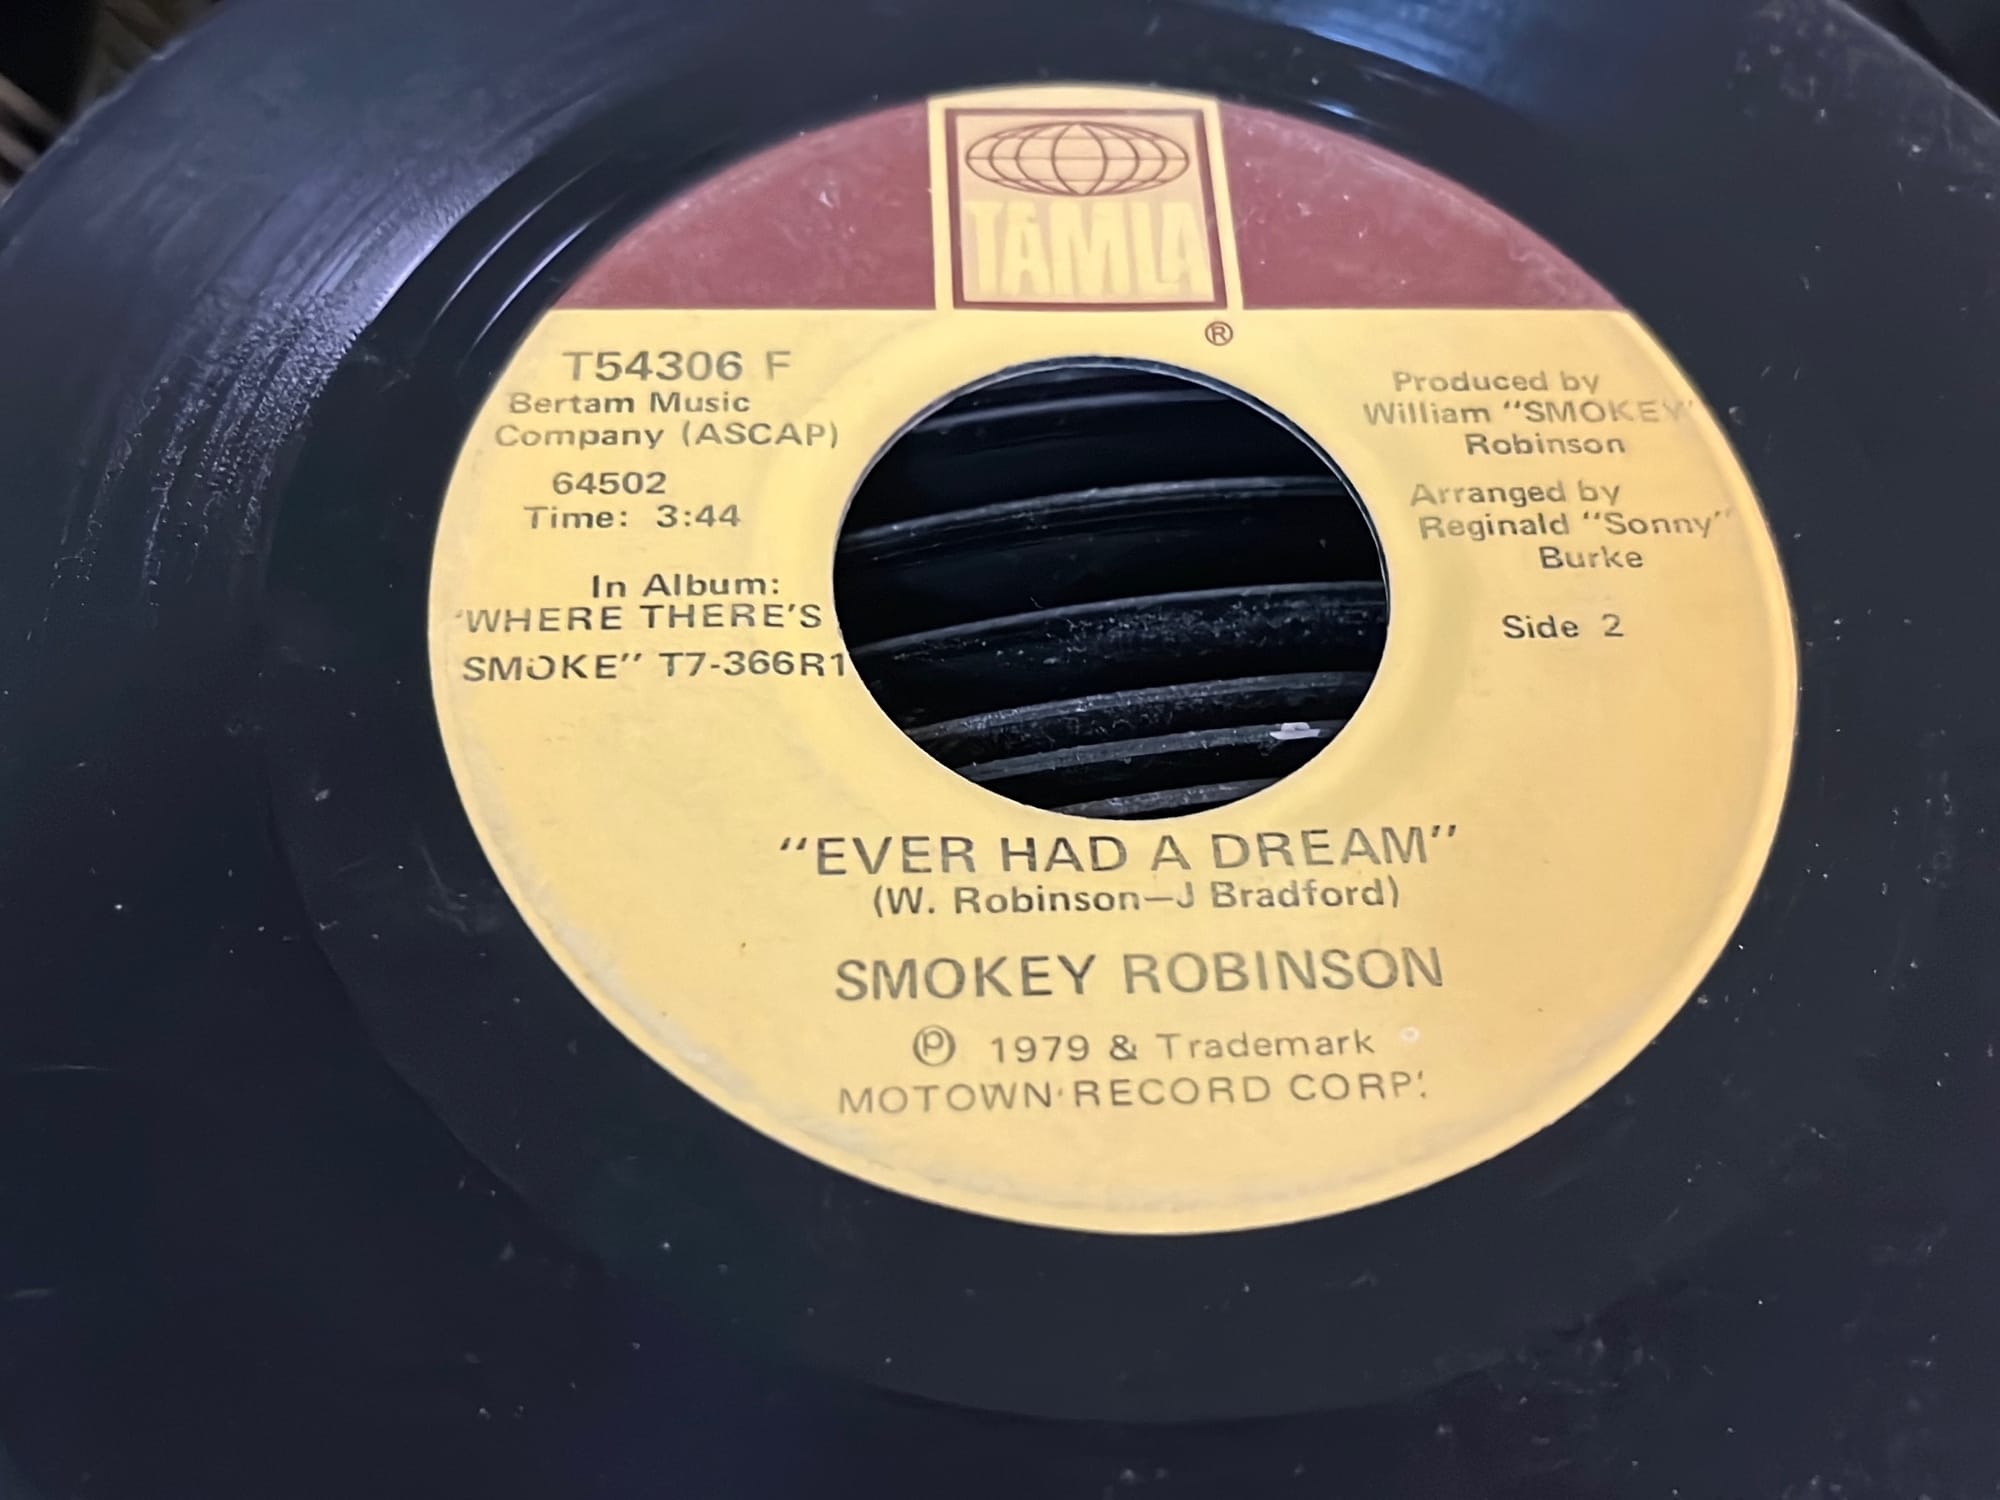 TAMLA
®
T54306 F
Bertam Music
Company (ASCAP)
64502
Time: 3:44
In Album:
"WHERE THERE'S
SMOKE" T7-366R1
Produced by
William "SMOKEY"
Robinson
Arranged by
Reginald "Sonny"
Burke
Side 2
"EVER HAD A DREAM"
(W. Robinson—J Bradford)
SMOKEY ROBINSON
℗ 1979 & Trademark
MOTOWN RECORD CORP.